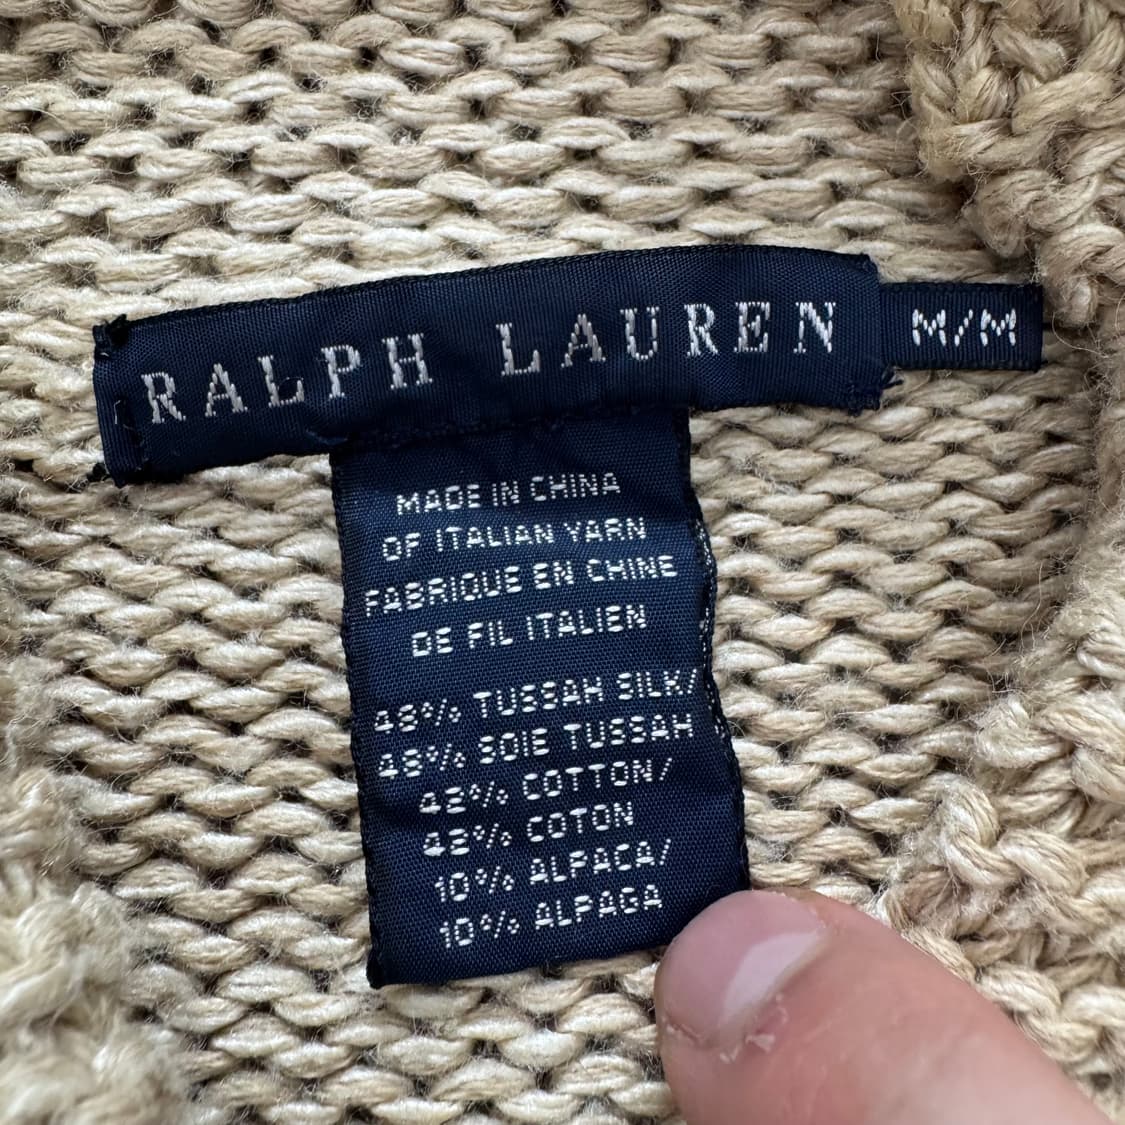 RALPH LAUREN
M/M
MADE IN CHINA
OF ITALIAN YARN
FABRIQUE EN CHINE
DE FIL ITALIEN
48% TUSSAH SILK/
48% SOIE TUSSAH
42% COTTON/
42% COTON
10% ALPACA/
10% ALPAGA